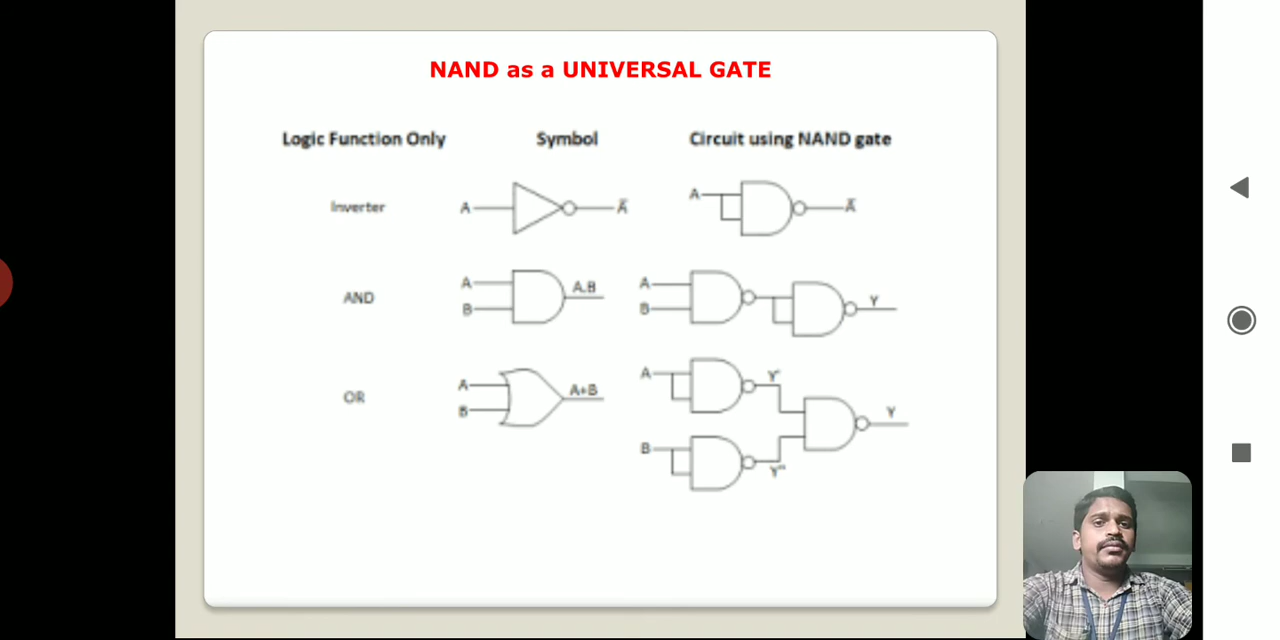 NAND as a UNIVERSAL GATE
Logic Function Only Symbol Circuit using NAND gate
Inverter A Ā A Ā
AND A B A.B A B Y
OR A B A+B A B Y' Y'' Y